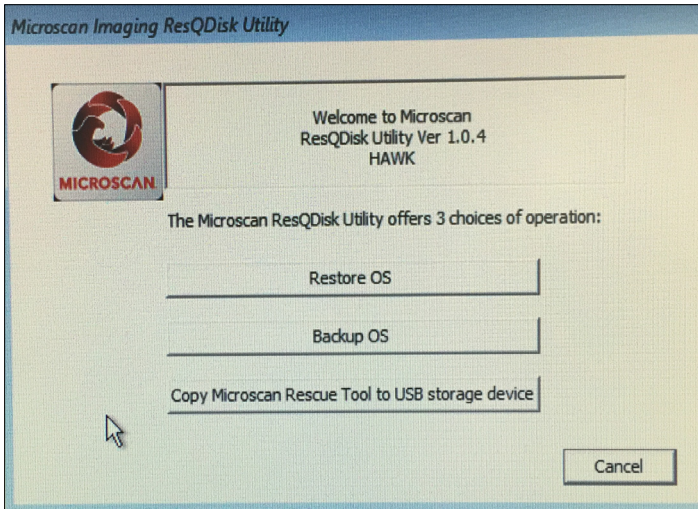 Microscan Imaging ResQDisk Utility
MICROSCAN
Welcome to Microscan
ResQDisk Utility Ver 1.0.4
HAWK
The Microscan ResQDisk Utility offers 3 choices of operation:
Restore OS
Backup OS
Copy Microscan Rescue Tool to USB storage device
Cancel